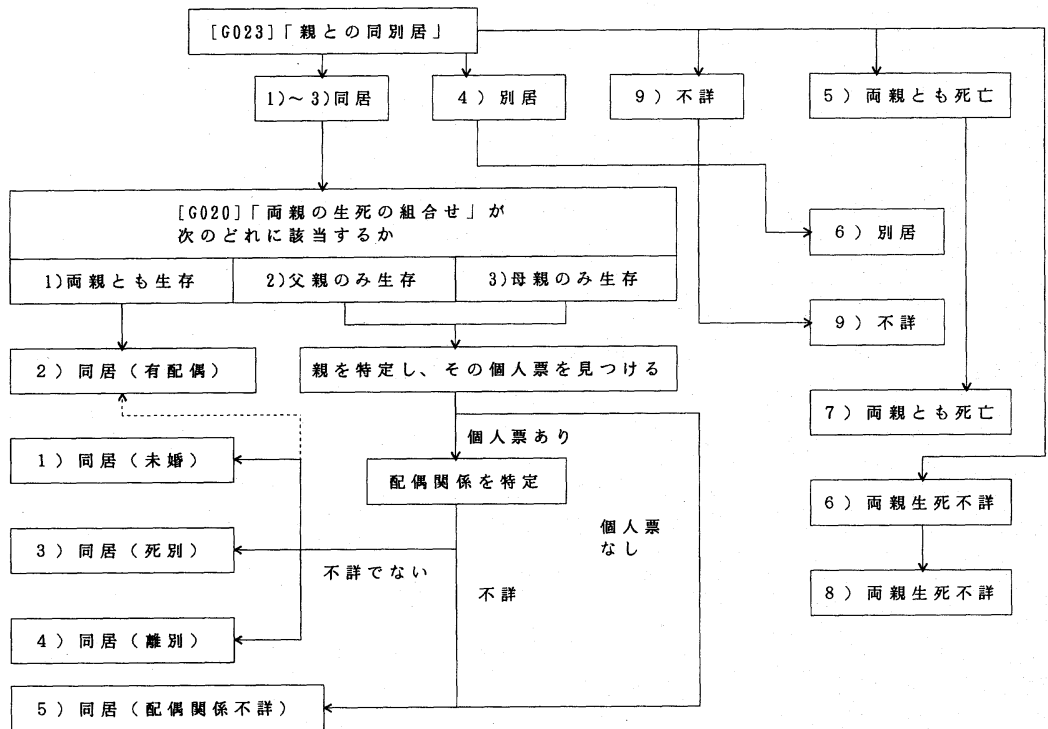 [G023]「親との同別居」
1)～3)同居
4）別居
9）不詳
5）両親とも死亡
[G020]「両親の生死の組合せ」が
次のどれに該当するか
1)両親とも生存
2)父親のみ生存
3)母親のみ生存
6）別居
9）不詳
2）同居（有配偶）
親を特定し、その個人票を見つける
7）両親とも死亡
個人票あり
1）同居（未婚）
配偶関係を特定
6）両親生死不詳
個人票
なし
3）同居（死別）
不詳でない
不詳
8）両親生死不詳
4）同居（離別）
5）同居（配偶関係不詳）